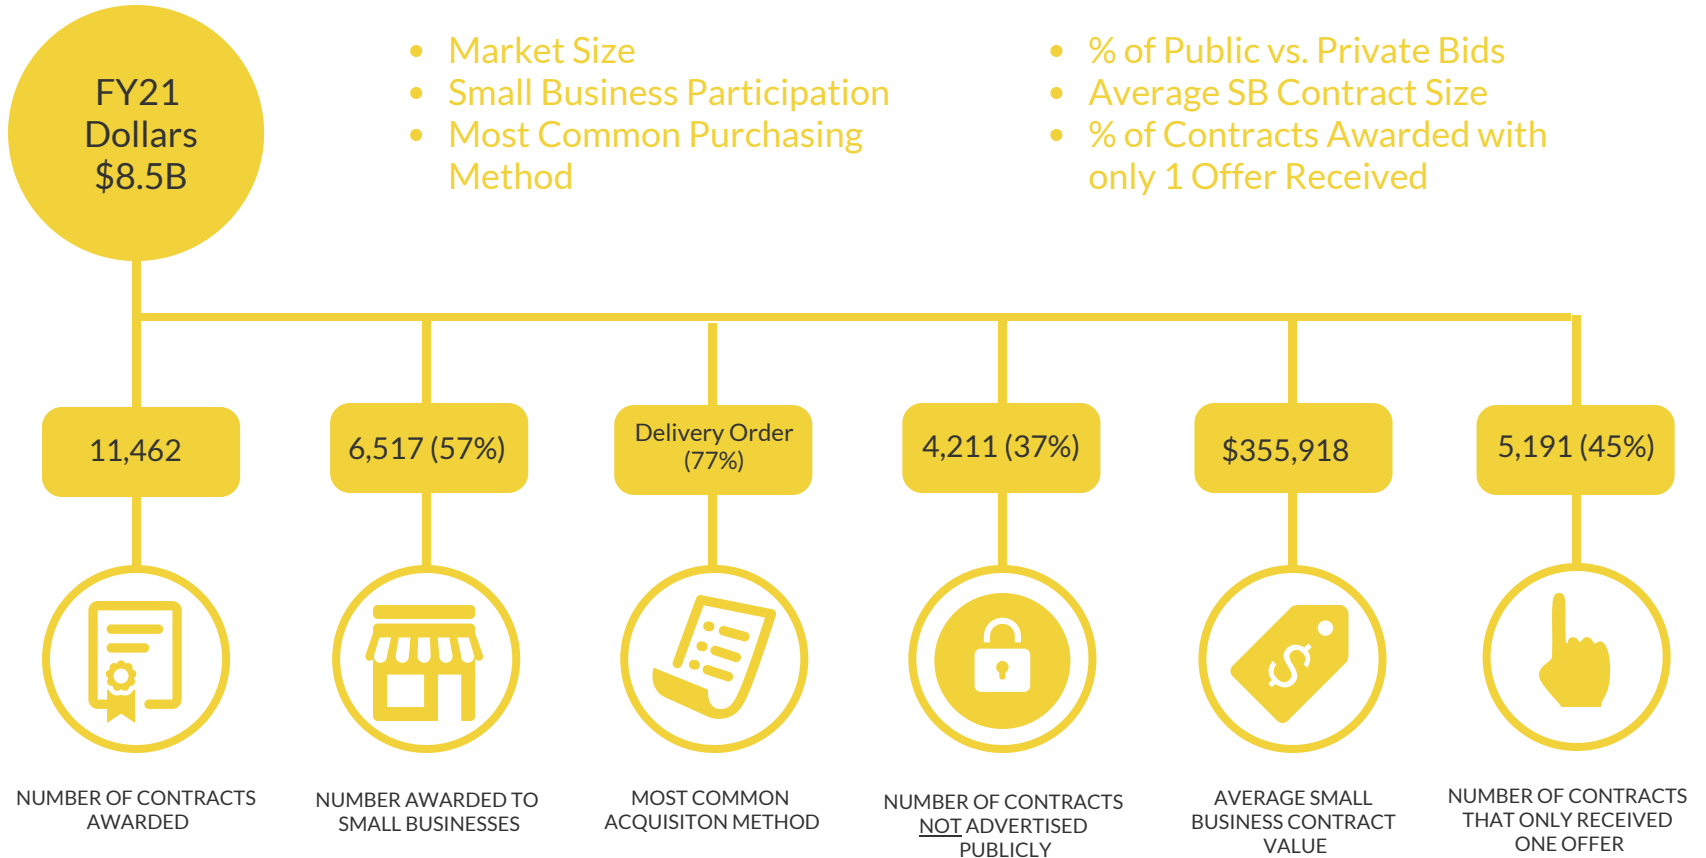 FY21
Dollars
$8.5B
• Market Size
• Small Business Participation
• Most Common Purchasing
Method
• % of Public vs. Private Bids
• Average SB Contract Size
• % of Contracts Awarded with
only 1 Offer Received
11,462
6,517 (57%)
Delivery Order
(77%)
4,211 (37%)
$355,918
5,191 (45%)
$
NUMBER OF CONTRACTS
AWARDED
NUMBER AWARDED TO
SMALL BUSINESSES
MOST COMMON
ACQUISITON METHOD
NUMBER OF CONTRACTS
NOT ADVERTISED
PUBLICLY
AVERAGE SMALL
BUSINESS CONTRACT
VALUE
NUMBER OF CONTRACTS
THAT ONLY RECEIVED
ONE OFFER